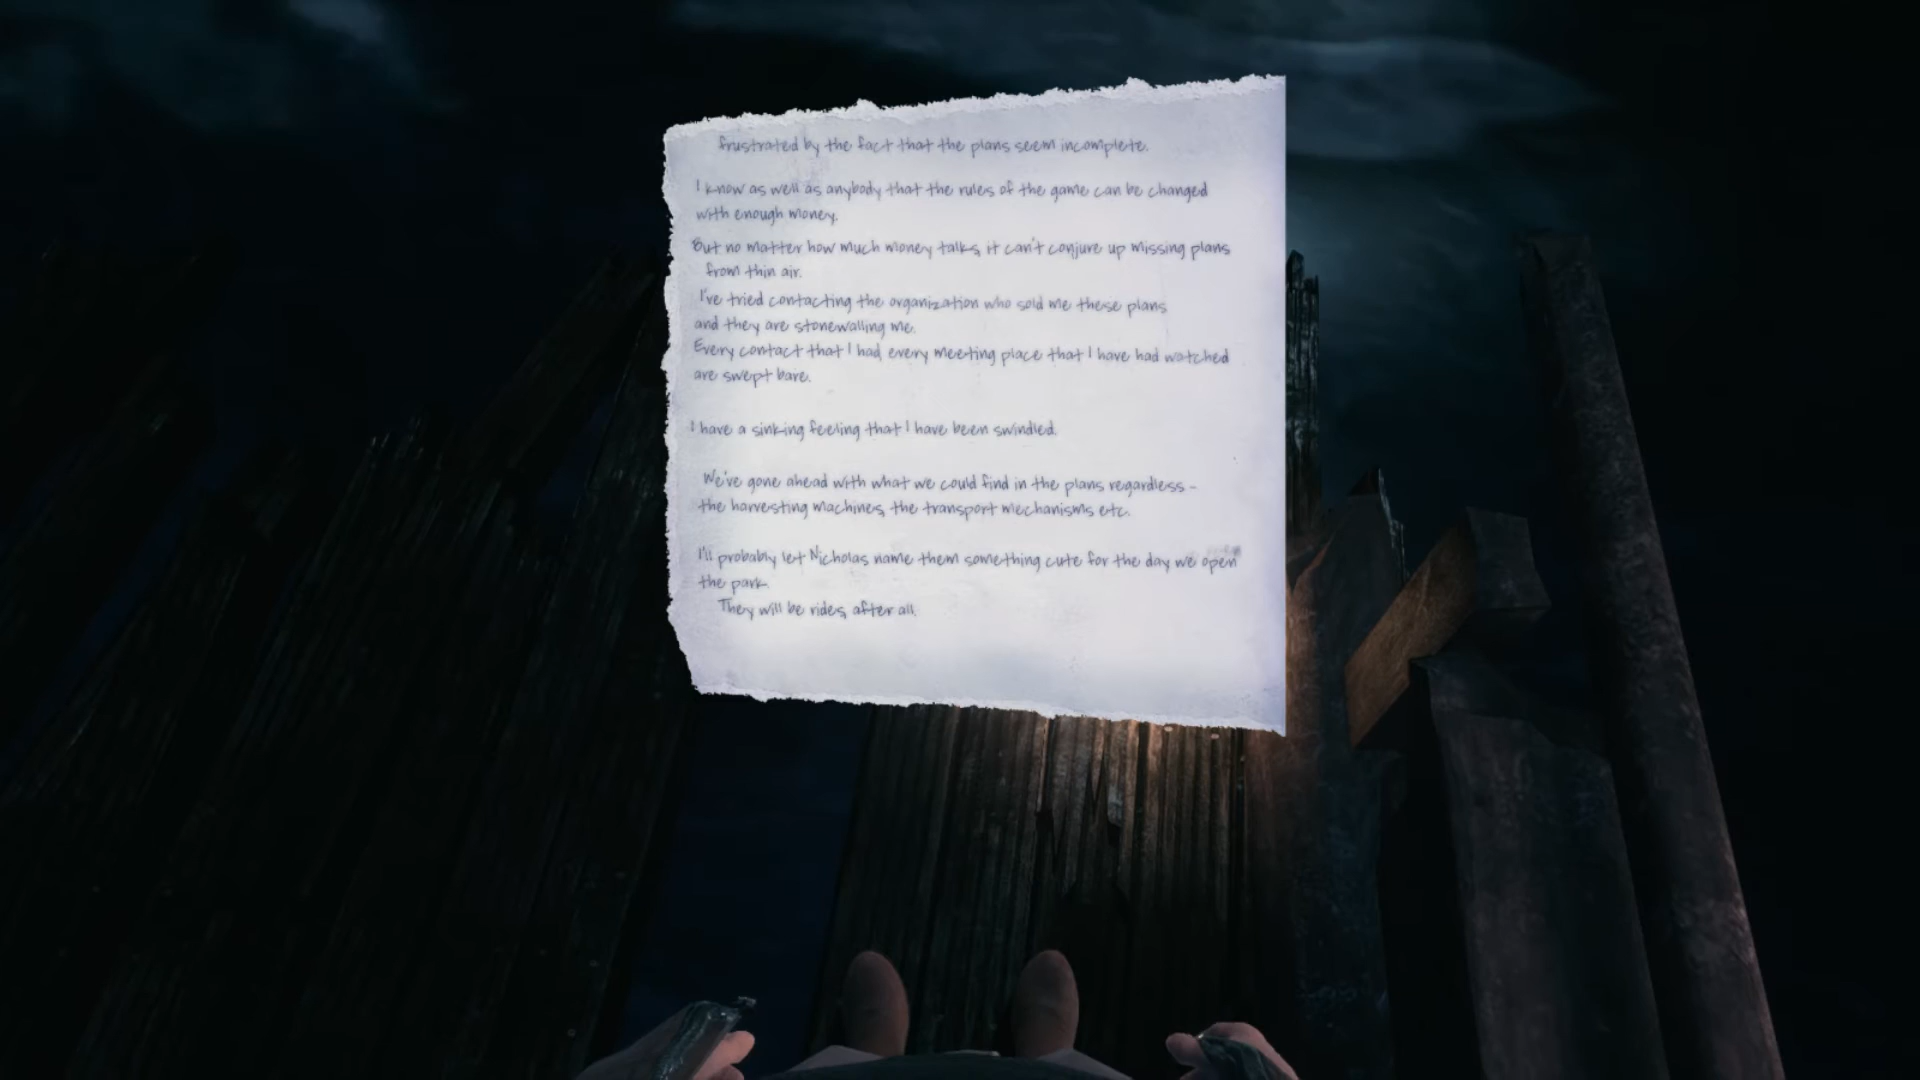 frustrated by the fact that the plans seem incomplete.
I know as well as anybody that the rules of the game can be changed
with enough money.
But no matter how much money talks, it can't conjure up missing plans
from thin air.
I've tried contacting the organization who sold me these plans
and they are stonewalling me.
Every contact that I had, every meeting place that I have had watched
are swept bare.
I have a sinking feeling that I have been swindled.
We've gone ahead with what we could find in the plans regardless -
the harvesting machines, the transport mechanisms etc.
I'll probably let Nicholas name them something cute for the day we open
the park.
They will be rides, after all.